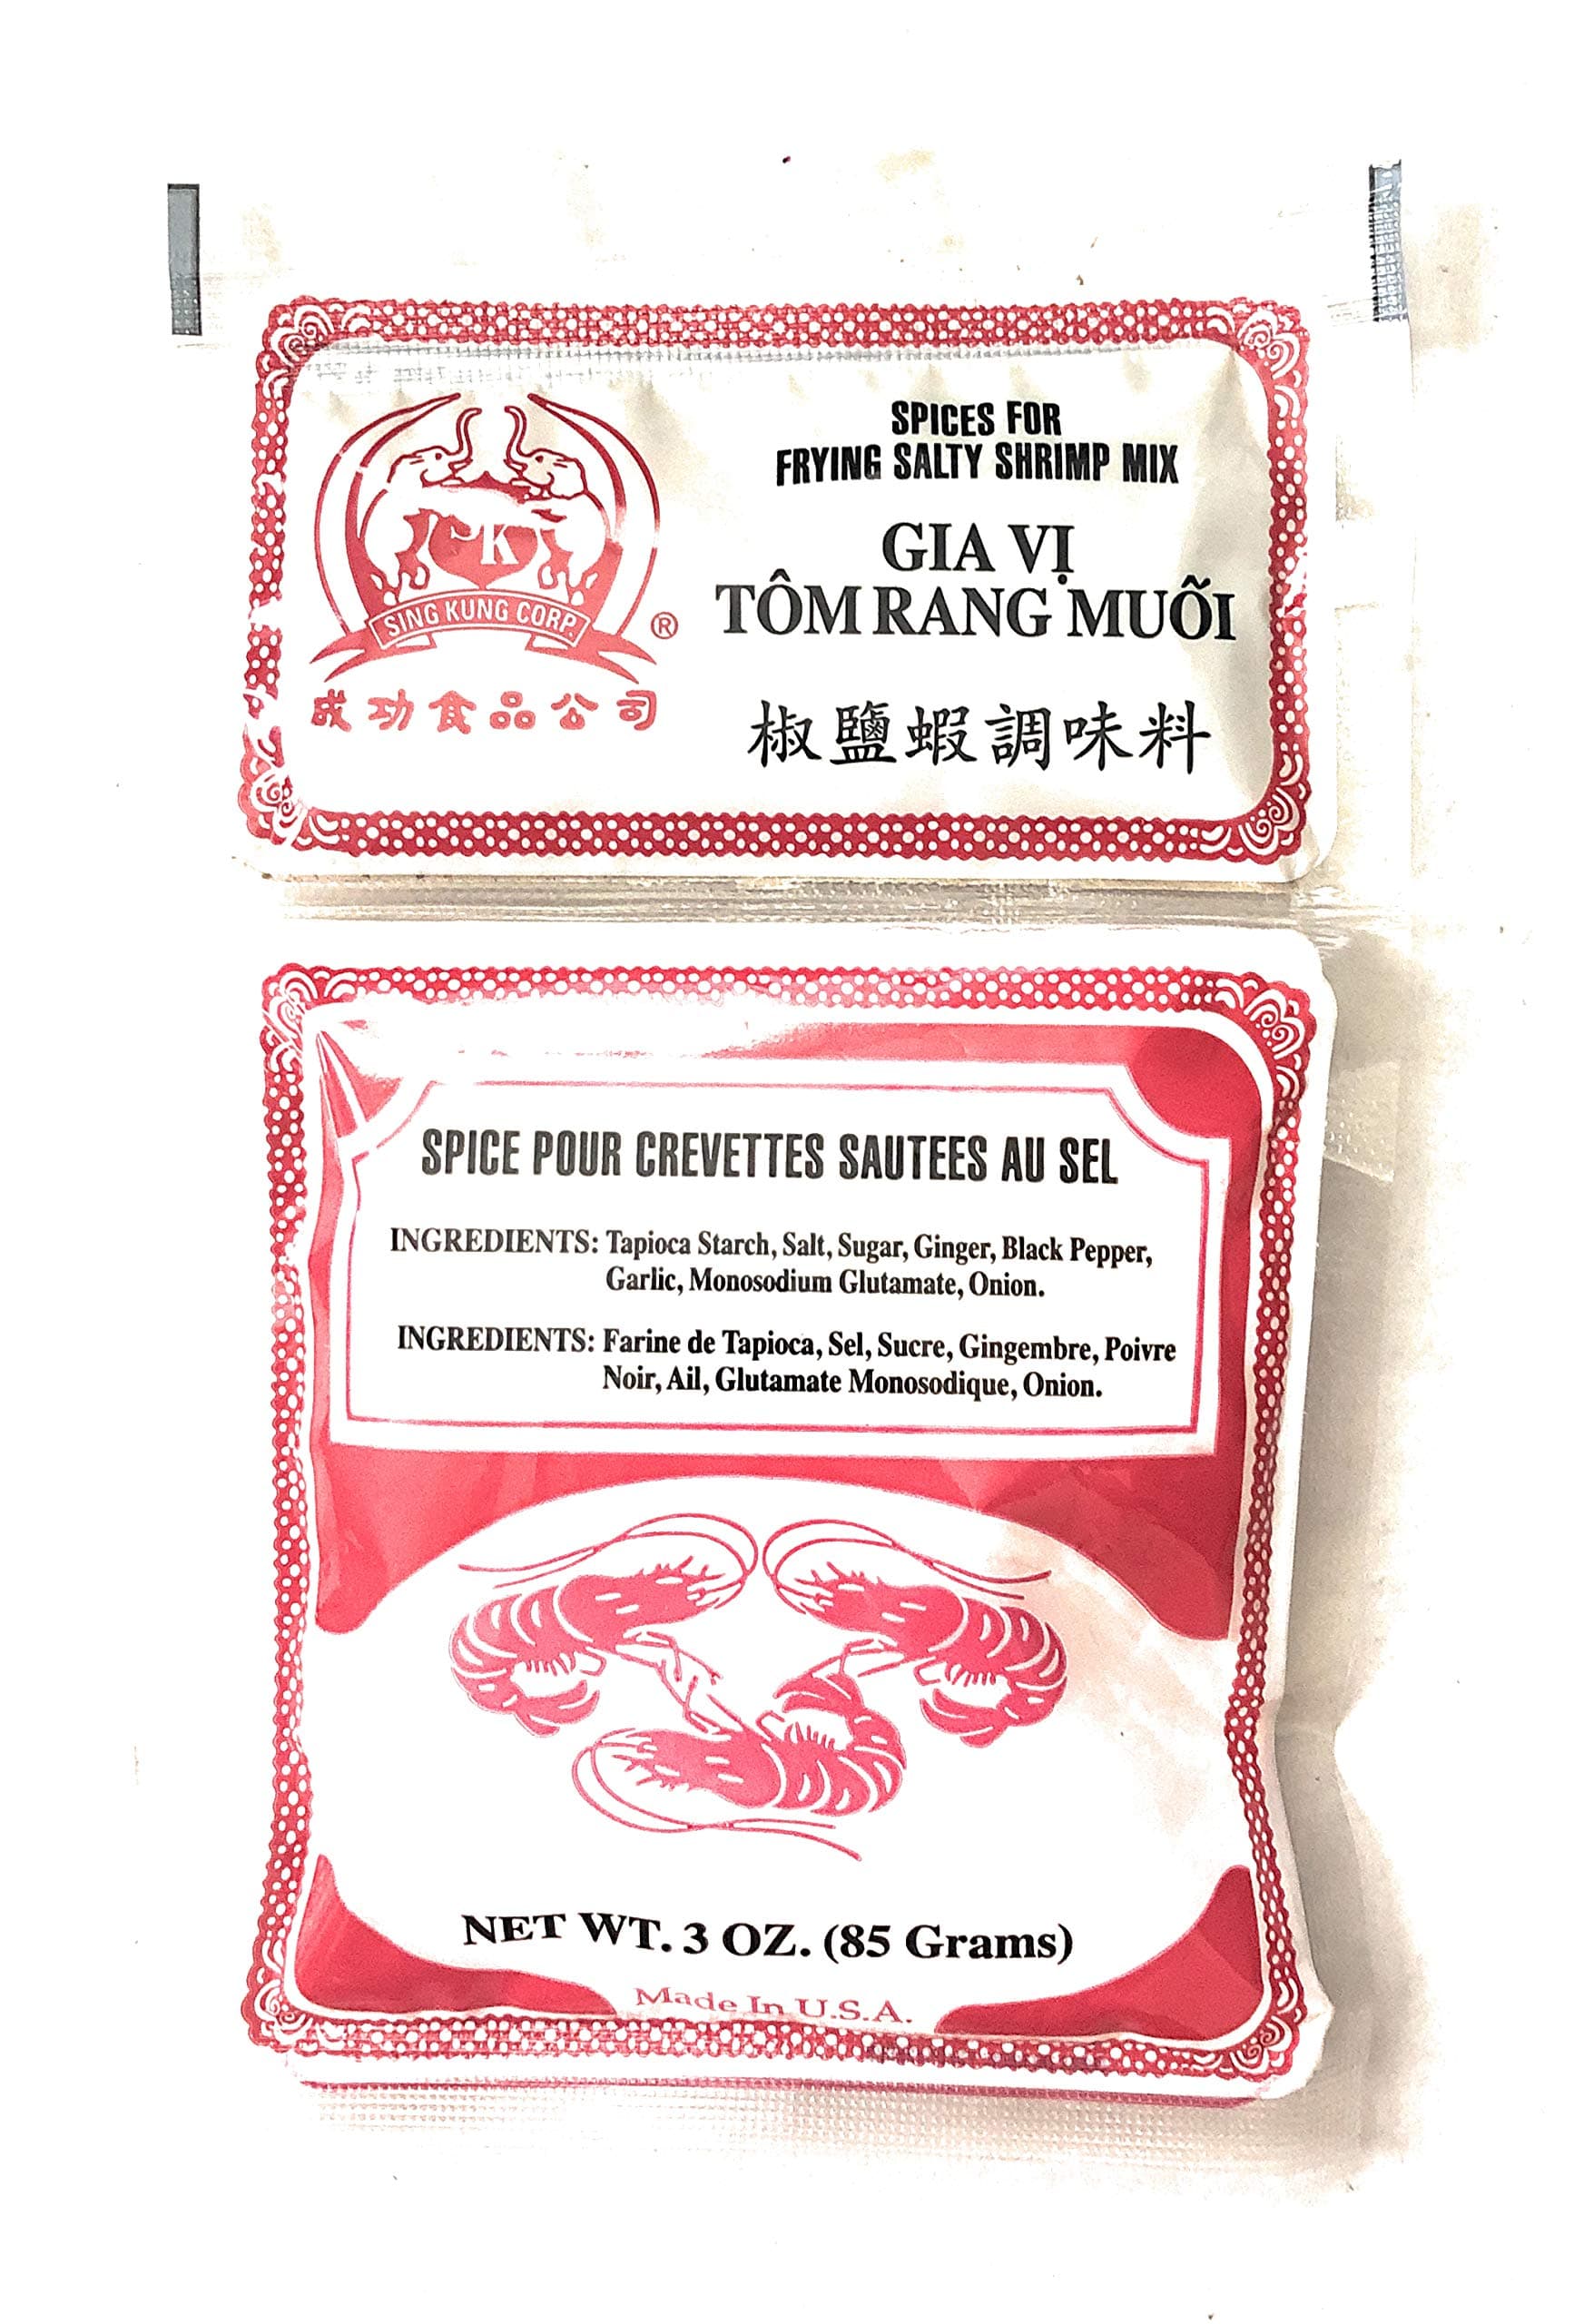 SPICES FOR
FRYING SALTY SHRIMP MIX
GIA VỊ
TÔM RANG MUỖI
椒鹽蝦調味料
K
SING KUNG CORP.
®
成功食品公司
SPICE POUR CREVETTES SAUTEES AU SEL
INGREDIENTS: Tapioca Starch, Salt, Sugar, Ginger, Black Pepper,
Garlic, Monosodium Glutamate, Onion.
INGREDIENTS: Farine de Tapioca, Sel, Sucre, Gingembre, Poivre
Noir, Ail, Glutamate Monosodique, Onion.
NET WT. 3 OZ. (85 Grams)
Made In U.S.A.